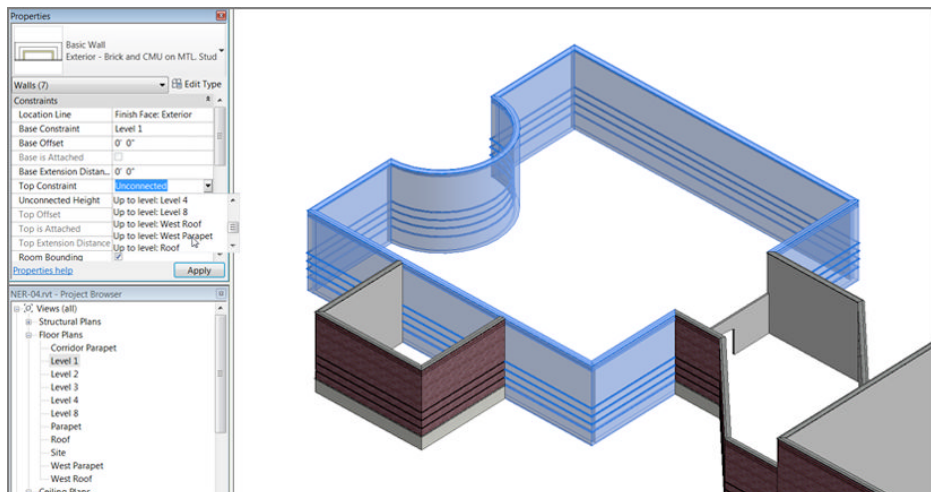 Properties
Basic Wall
Exterior - Brick and CMU on MTL. Stud
Walls (7)
Edit Type
Constraints
Location Line Finish Face: Exterior
Base Constraint Level 1
Base Offset 0' 0"
Base is Attached
Base Extension Distan... 0' 0"
Top Constraint Unconnected
Unconnected Height Up to level: Level 4
Top Offset Up to level: Level 8
Up to level: West Roof
Top is Attached Up to level: West Parapet
Top Extension Distance Up to level: Roof
Room Bounding
Properties help Apply
NER-04.rvt - Project Browser
Views (all)
Structural Plans
Floor Plans
Corridor Parapet
Level 1
Level 2
Level 3
Level 4
Level 8
Parapet
Roof
Site
West Parapet
West Roof
Ceiling Plans